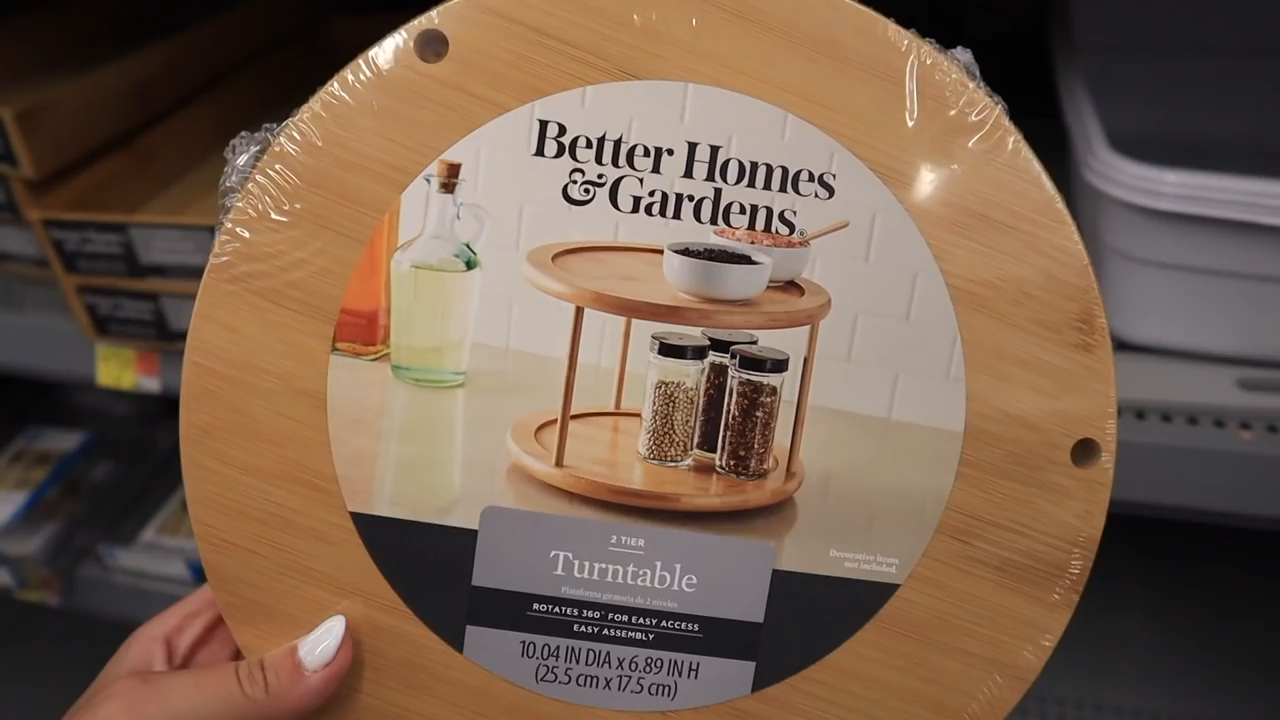 Better Homes
& Gardens®
2 TIER
Turntable
Plataforma giratoria de 2 niveles
ROTATES 360° FOR EASY ACCESS
EASY ASSEMBLY
10.04 IN DIA x 6.89 IN H
(25.5 cm x 17.5 cm)
Decorative items
not included.